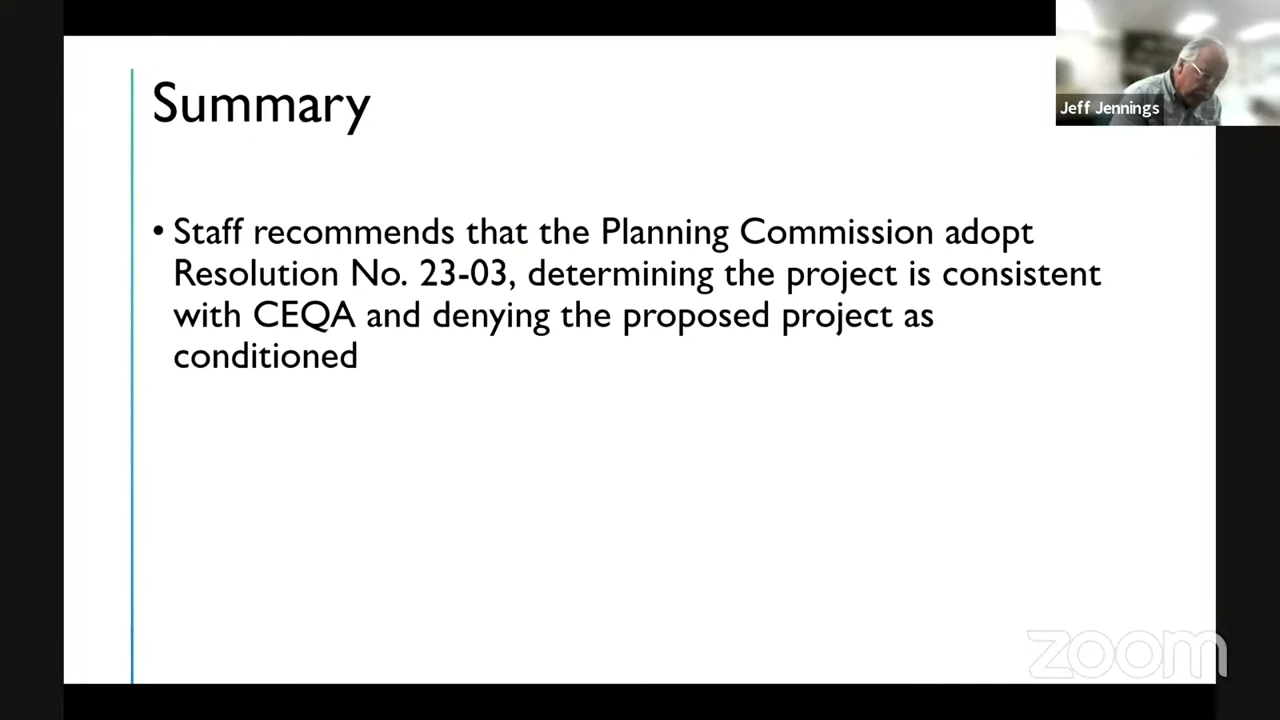 Summary
• Staff recommends that the Planning Commission adopt
Resolution No. 23-03, determining the project is consistent
with CEQA and denying the proposed project as
conditioned
Jeff Jennings
zoom